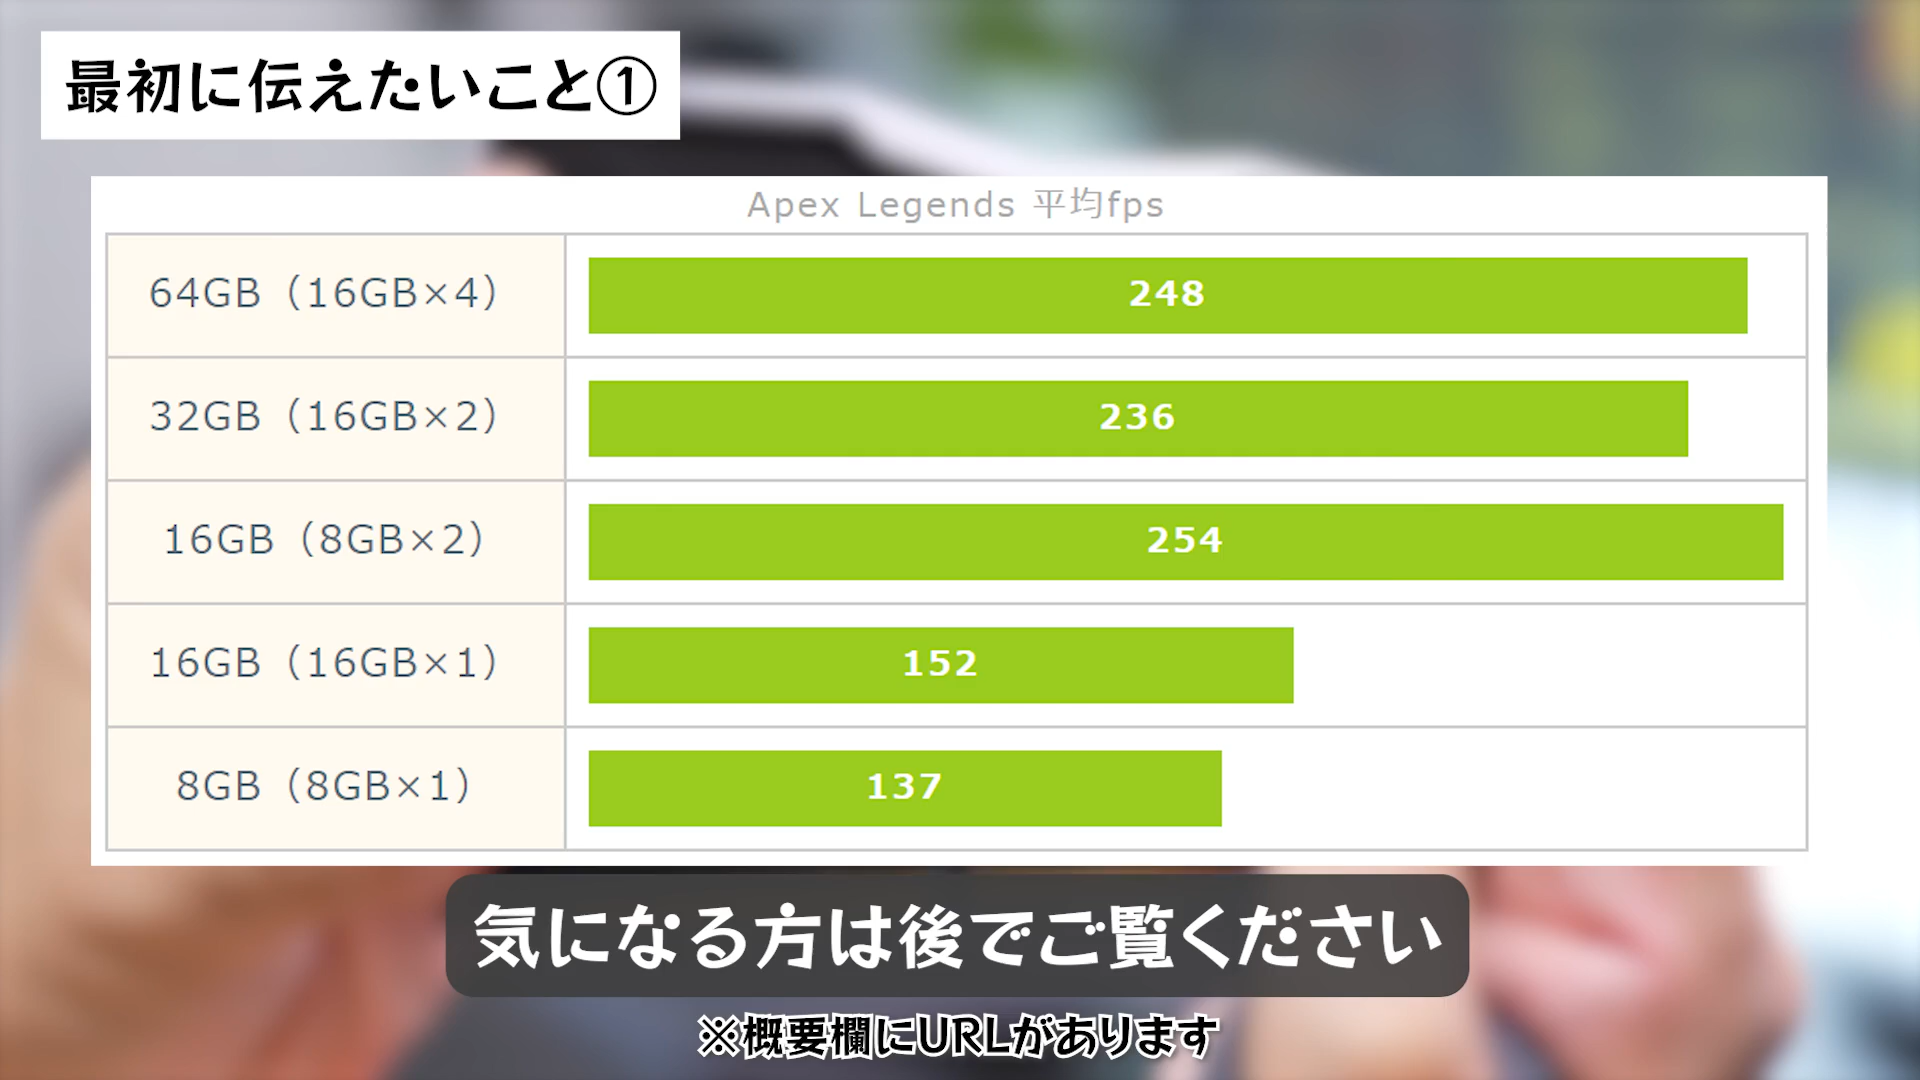 最初に伝えたいこと①
Apex Legends 平均fps
64GB（16GB×4） 248
32GB（16GB×2） 236
16GB（8GB×2） 254
16GB（16GB×1） 152
8GB（8GB×1） 137
気になる方は後でご覧ください
※概要欄にURLがあります